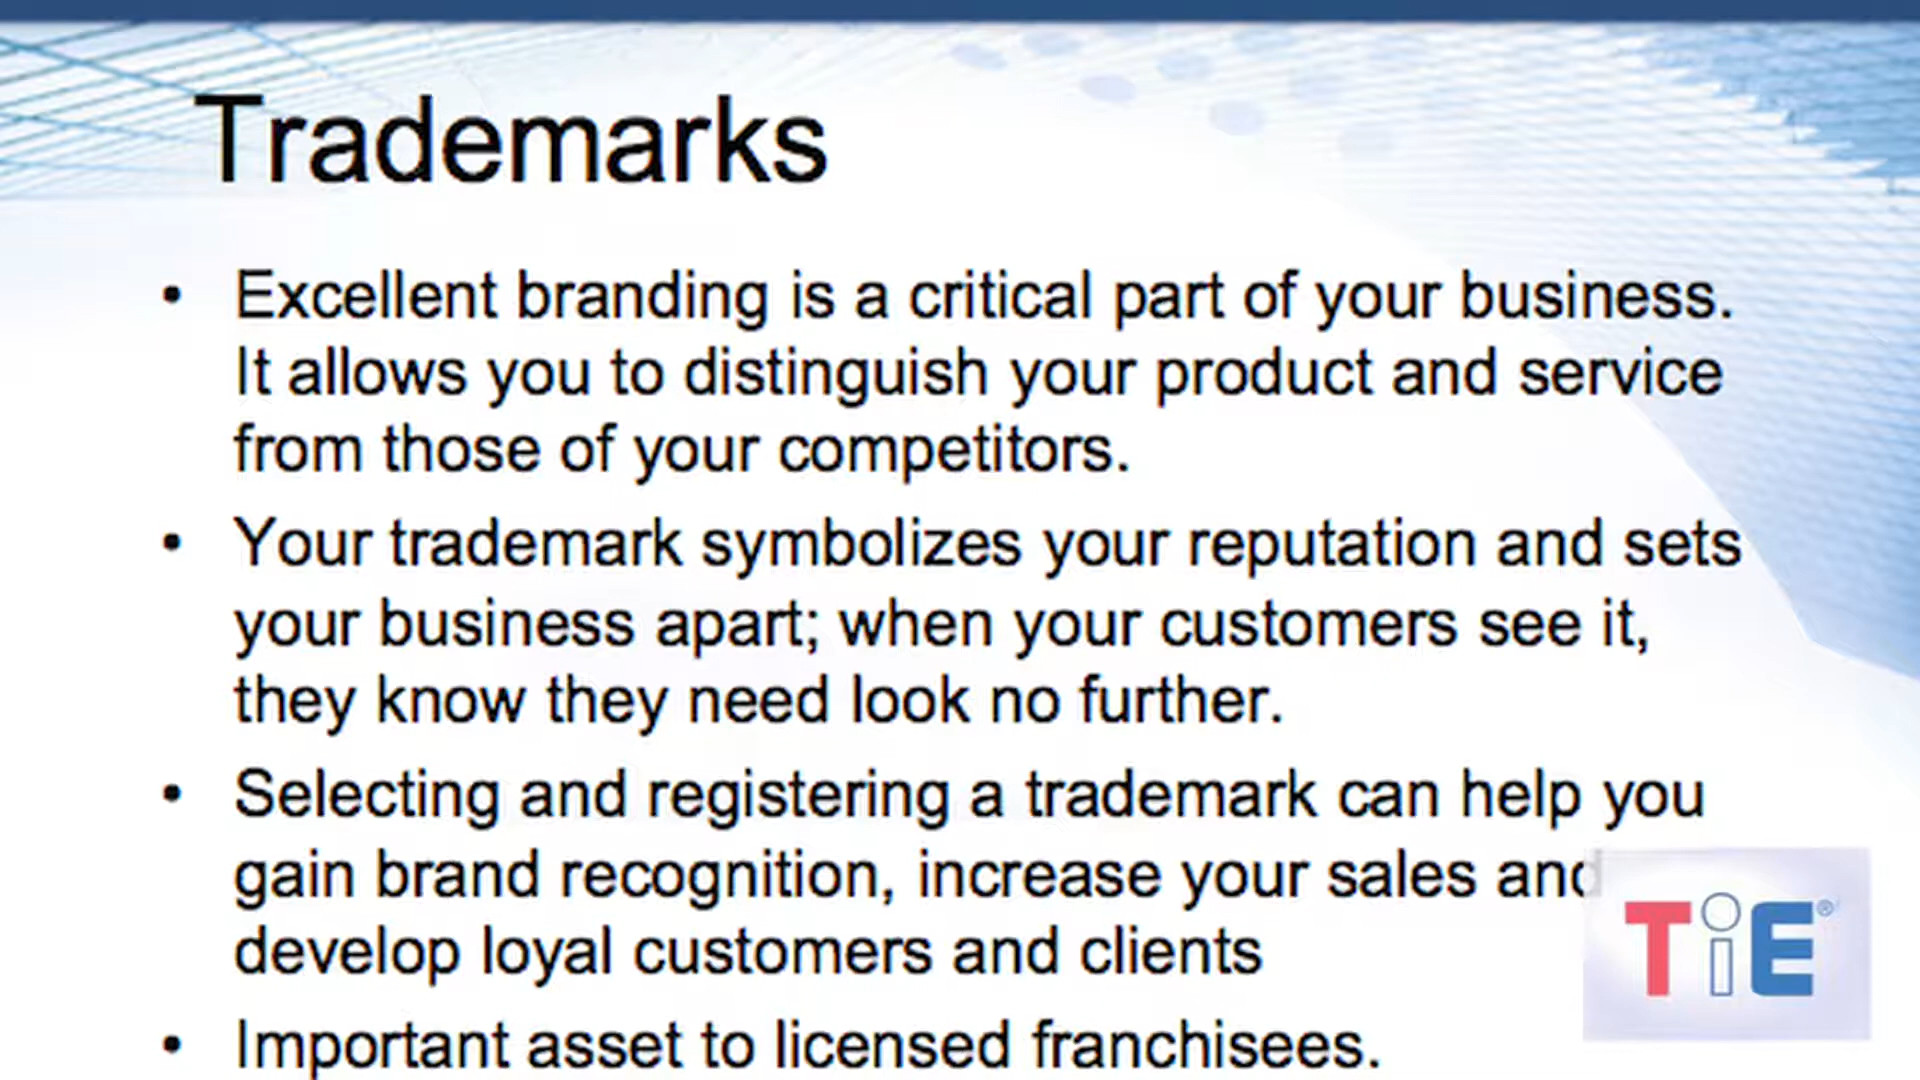 Trademarks
• Excellent branding is a critical part of your business.
It allows you to distinguish your product and service
from those of your competitors.
• Your trademark symbolizes your reputation and sets
your business apart; when your customers see it,
they know they need look no further.
• Selecting and registering a trademark can help you
gain brand recognition, increase your sales and
develop loyal customers and clients
• Important asset to licensed franchisees.
TiE®